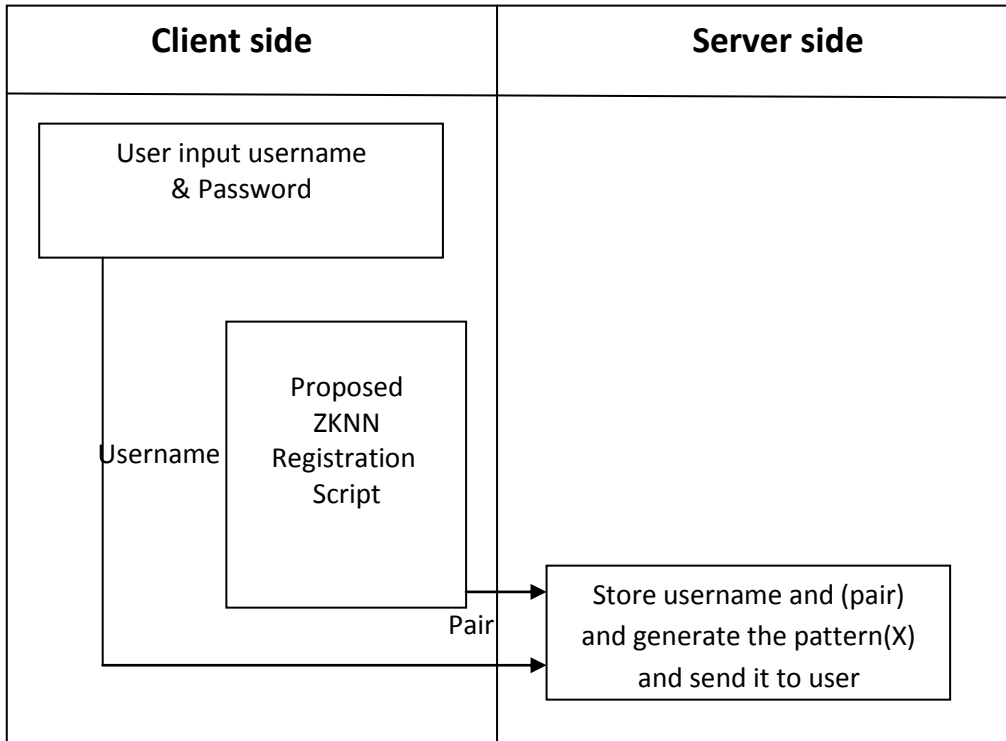 Client side
Server side
User input username
& Password
Proposed
ZKNN
Registration
Script
Username
Pair
Store username and (pair)
and generate the pattern(X)
and send it to user